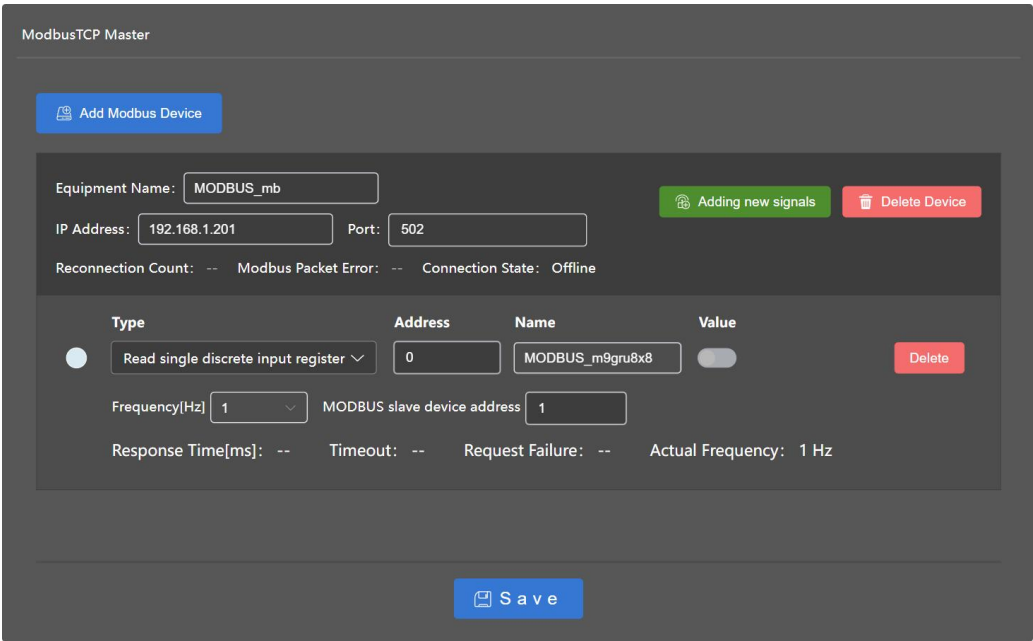 ModbusTCP Master
Add Modbus Device
Equipment Name: MODBUS_mb
Adding new signals
Delete Device
IP Address: 192.168.1.201 Port: 502
Reconnection Count: -- Modbus Packet Error: -- Connection State: Offline
Type Address Name Value
Read single discrete input register 0 MODBUS_m9gru8x8 Delete
Frequency[Hz] 1 MODBUS slave device address 1
Response Time[ms]: -- Timeout: -- Request Failure: -- Actual Frequency: 1 Hz
Save